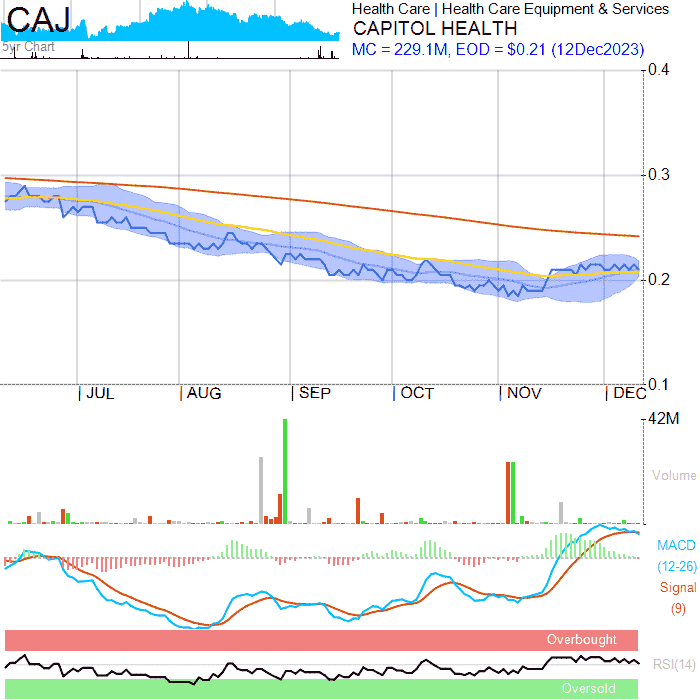 CAJ
5yr Chart
Health Care | Health Care Equipment & Services
CAPITOL HEALTH
MC = 229.1M, EOD = $0.21 (12Dec2023)
0.4
0.3
0.2
0.1
| JUL | AUG | SEP | OCT | NOV | DEC
42M
Volume
MACD
(12-26)
Signal
(9)
Overbought
RSI(14)
Oversold